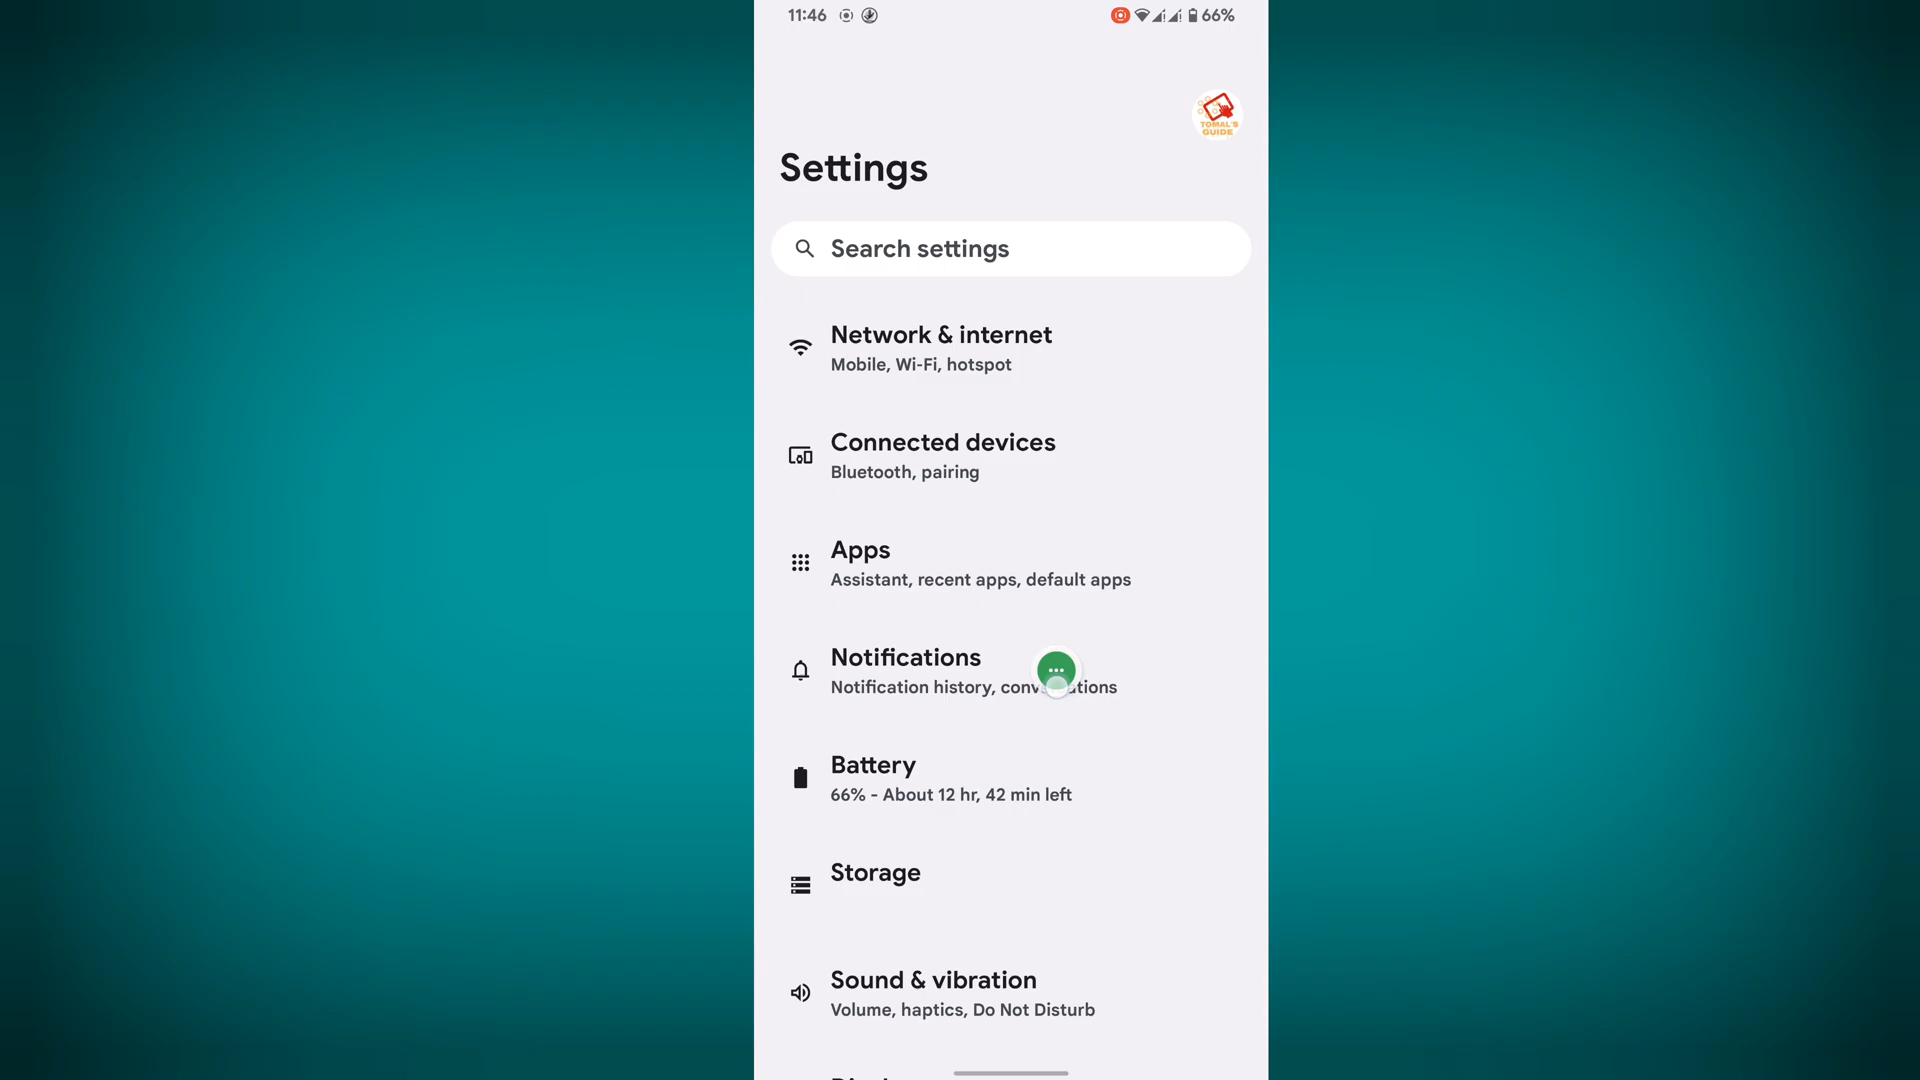 11:46
66%
TOMAL'S
GUIDE
Settings
Search settings
Network & internet
Mobile, Wi-Fi, hotspot
Connected devices
Bluetooth, pairing
Apps
Assistant, recent apps, default apps
Notifications
Notification history,
Battery
66% - About 12 hr, 42 min left
Storage
Sound & vibration
Volume, haptics, Do Not Disturb